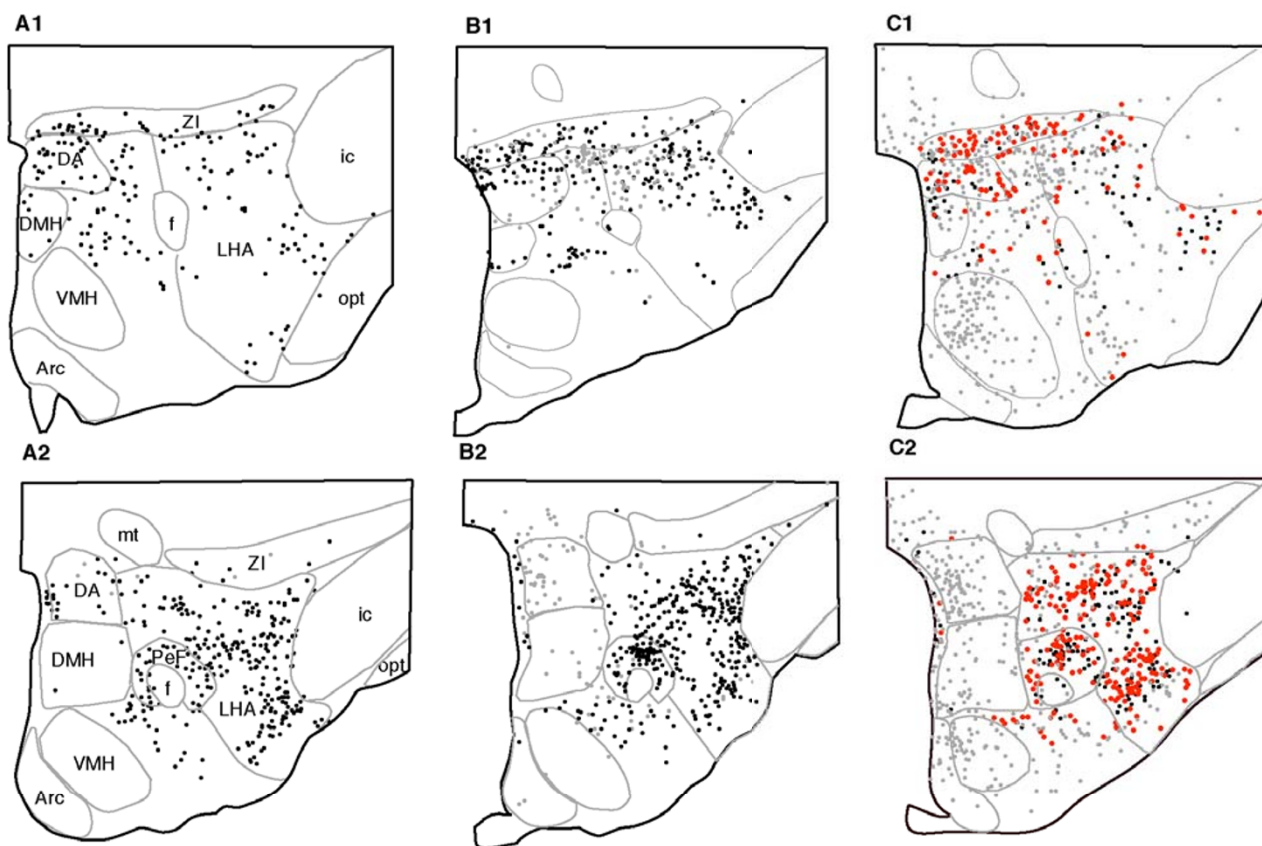 A1
B1
C1
ZI
DA
ic
DMH
f
LHA
VMH
opt
Arc
A2
B2
C2
mt
ZI
DA
ic
DMH
PeF
opt
f
LHA
VMH
Arc